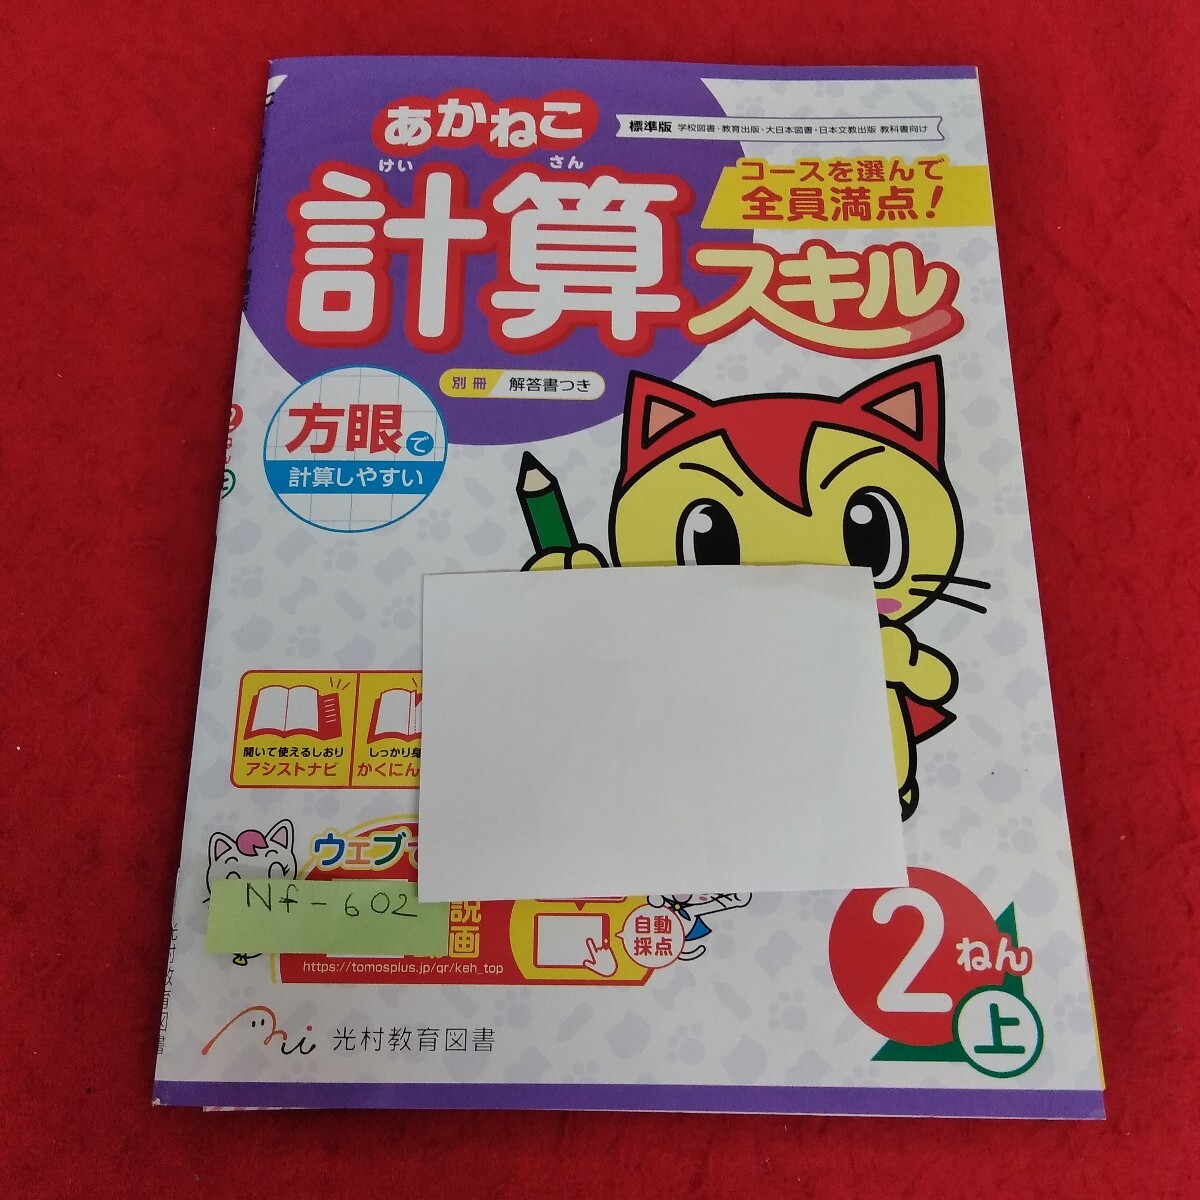 あかねこ
けい さん
計算
スキル
標準版 学校図書・教育出版・大日本図書・日本文教出版 教科書向け
コースを選んで
全員満点!
別冊 解答書つき
方眼で
計算しやすい
開いて使えるしおり
アシストナビ
しっかり身
かくにん
ウェブで
Nf-602
説
画
自動
採点
https://tomosplus.jp/qr/keh_top
2ねん
上
光村教育図書
光村教育図書